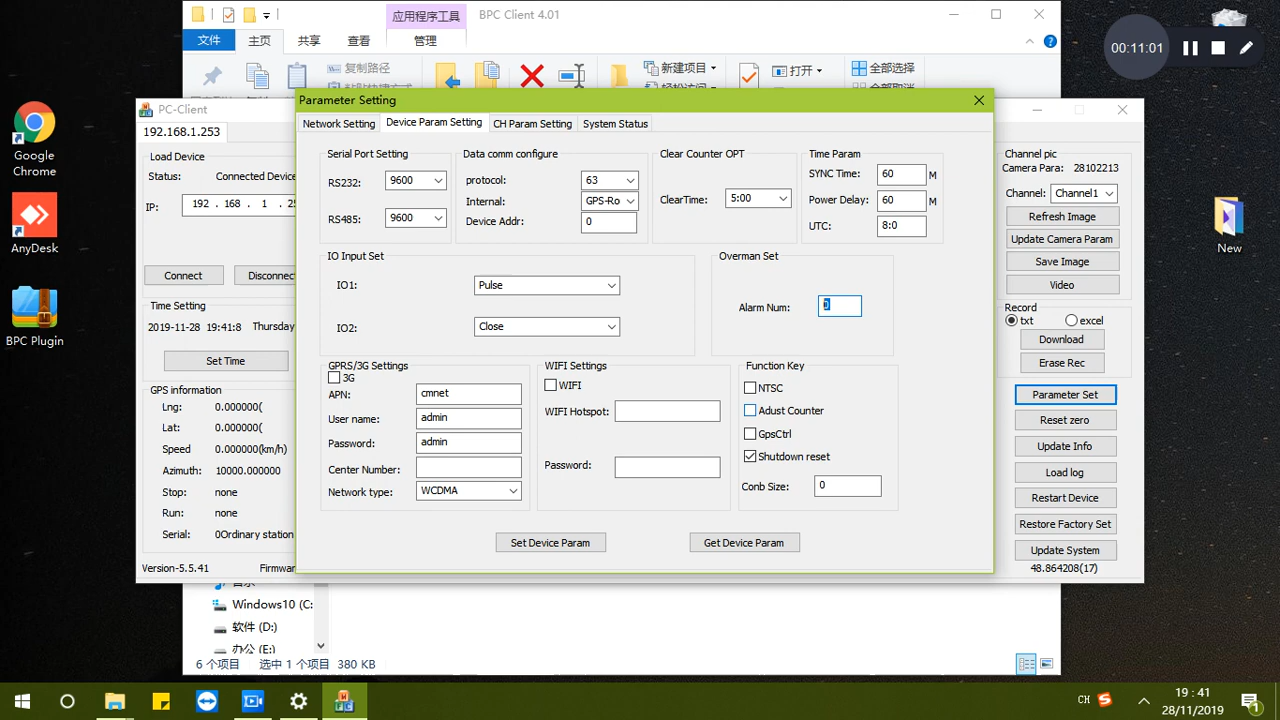 应用程序工具
BPC Client 4.01
文件
主页
共享
查看
管理
00:11:01
复制路径
新建项目
打开
全部选择
Google
Chrome
AnyDesk
BPC Plugin
New
PC-Client
192.168.1.253
Load Device
Status:
Connected Device
IP:
192 . 168 . 1 . 25
Connect
Disconnect
Time Setting
2019-11-28 19:41:8 Thursday
Set Time
GPS information
Lng:
0.000000(
Lat:
0.000000(
Speed
0.000000(km/h)
Azimuth:
10000.000000
Stop:
none
Run:
none
Serial:
0Ordinary station
Version-5.5.41
Firmwar
Parameter Setting
Network Setting
Device Param Setting
CH Param Setting
System Status
Serial Port Setting
RS232:
9600
RS485:
9600
Data comm configure
protocol:
63
Internal:
GPS-Ro
Device Addr:
0
Clear Counter OPT
ClearTime:
5:00
Time Param
SYNC Time:
60
M
Power Delay:
60
M
UTC:
8:0
IO Input Set
IO1:
Pulse
IO2:
Close
Overman Set
Alarm Num:
GPRS/3G Settings
3G
APN:
cmnet
User name:
admin
Password:
admin
Center Number:
Network type:
WCDMA
WIFI Settings
WIFI
WIFI Hotspot:
Password:
Function Key
NTSC
Adust Counter
GpsCtrl
Shutdown reset
Conb Size:
0
Set Device Param
Get Device Param
Channel pic
Camera Para:
28102213
Channel:
Channel1
Refresh Image
Update Camera Param
Save Image
Video
Record
txt
excel
Download
Erase Rec
Parameter Set
Reset zero
Update Info
Load log
Restart Device
Restore Factory Set
Update System
48.864208(17)
Windows10 (C:
软件 (D:)
办公 (E:)
6 个项目
选中 1 个项目 380 KB
CH
19:41
28/11/2019
1